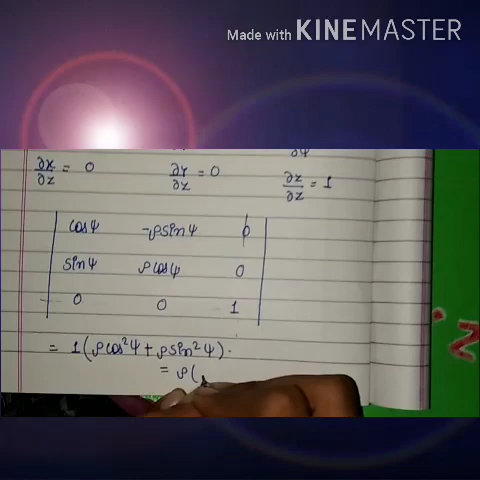 Made with KINEMASTER
∂ψ
∂x/∂z = 0 ∂y/∂z = 0 ∂z/∂z = 1
| cosψ -ρsinψ 0 |
| sinψ ρcosψ 0 |
| 0 0 1 |
= 1(ρcos²ψ + ρsin²ψ).
= ρ(